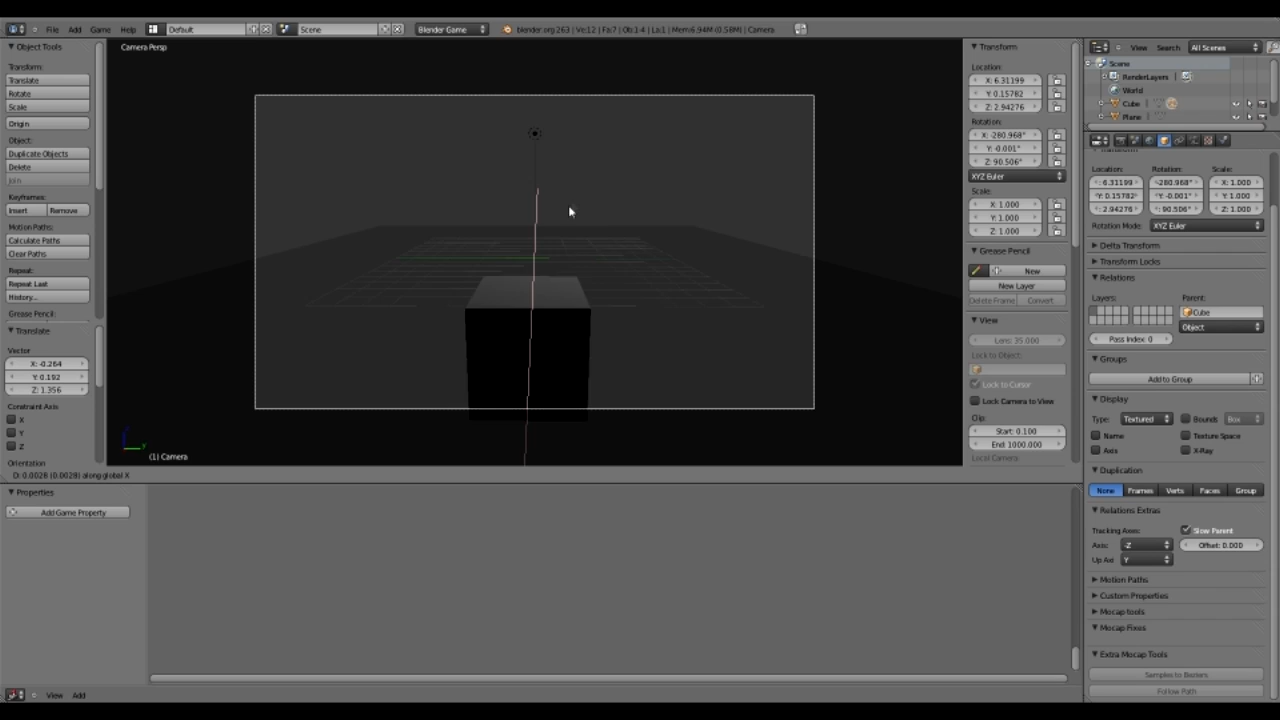 File Add Game Help Default Scene Blender Game blender.org 263 | Ve:12 | Fa:7 | Ob:1-4 | La:1 | Mem:6.94M (0.58M) | Camera
Object Tools
Transform:
Translate
Rotate
Scale
Origin
Object:
Duplicate Objects
Delete
Join
Keyframes:
Insert Remove
Motion Paths:
Calculate Paths
Clear Paths
Repeat:
Repeat Last
History...
Grease Pencil:
Translate
Vector
X: -0.264
Y: 0.192
Z: 1.356
Constraint Axis
X
Y
Z
Orientation
Camera Persp
y
(1) Camera
D: 0.0028 (0.0028) along global X
Transform
Location:
X: 6.31199
Y: 0.15782
Z: 2.94276
Rotation:
X: -280.968°
Y: -0.001°
Z: 90.506°
XYZ Euler
Scale:
X: 1.000
Y: 1.000
Z: 1.000
Grease Pencil
New
New Layer
Delete Frame Convert
View
Lens: 35.000
Lock to Object:
Lock to Cursor
Lock Camera to View
Clip:
Start: 0.100
End: 1000.000
Local Camera:
View Search All Scenes
Scene
RenderLayers
World
Cube
Plane
Location: Rotation: Scale:
: 6.31199 -280.968° X: 1.000
Y: 0.15782 Y: -0.001° Y: 1.000
: 2.94276 : 90.506° Z: 1.000
Rotation Mode: XYZ Euler
Delta Transform
Transform Locks
Relations
Layers: Parent:
Cube
Object
Pass Index: 0
Groups
Add to Group
Display
Type: Textured Bounds Box
Name Texture Space
Axis X-Ray
Duplication
None Frames Verts Faces Group
Relations Extras
Tracking Axes: Slow Parent
Axis: -Z Offset: 0.000
Up Axi Y
Motion Paths
Custom Properties
Mocap tools
Mocap Fixes
Extra Mocap Tools
Samples to Beziers
Follow Path
Properties
Add Game Property
View Add